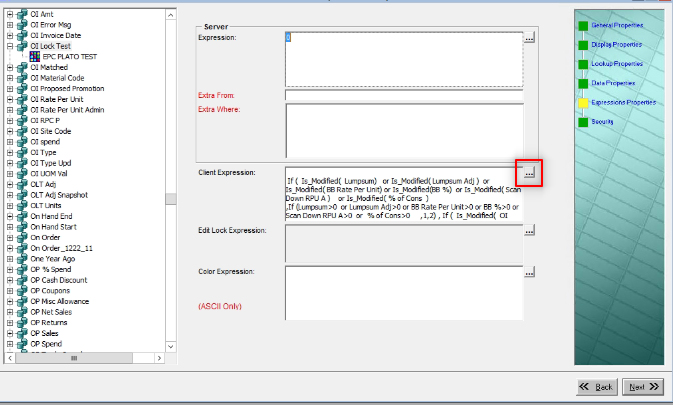 OI Amt
OI Error Msg
OI Invoice Date
OI Lock Test
EPC PLATO TEST
OI Matched
OI Material Code
OI Proposed Promotion
OI Rate Per Unit
OI Rate Per Unit Admin
OI RPC P
OI Site Code
OI spend
OI Type
OI Type Upd
OI UOM Val
OLT Adj
OLT Adj Snapshot
OLT Units
On Hand End
On Hand Start
On Order
On Order_1222_11
One Year Ago
OP % Spend
OP Cash Discount
OP Coupons
OP Misc Allowance
OP Net Sales
OP Returns
OP Sales
OP Spend
Server
Expression:
0
...
Extra From:
Extra Where:
Client Expression:
If ( Is_Modified( Lumpsum) or Is_Modified(Lumpsum Adj ) or
Is_Modified(BB Rate Per Unit) or Is_Modified(BB %) or Is_Modified( Scan
Down RPU A ) or Is_Modified( % of Cons )
,If (Lumpsum>0 or Lumpsum Adj>0 or BB Rate Per Unit>0 or BB %>0 or
Scan Down RPU A>0 or % of Cons>0 ,1,2) , If ( Is_Modified( OI
...
Edit Lock Expression:
...
Color Expression:
...
(ASCII Only)
General Properties
Display Properties
Lookup Properties
Data Properties
Expressions Properties
Security
<< Back
Next >>